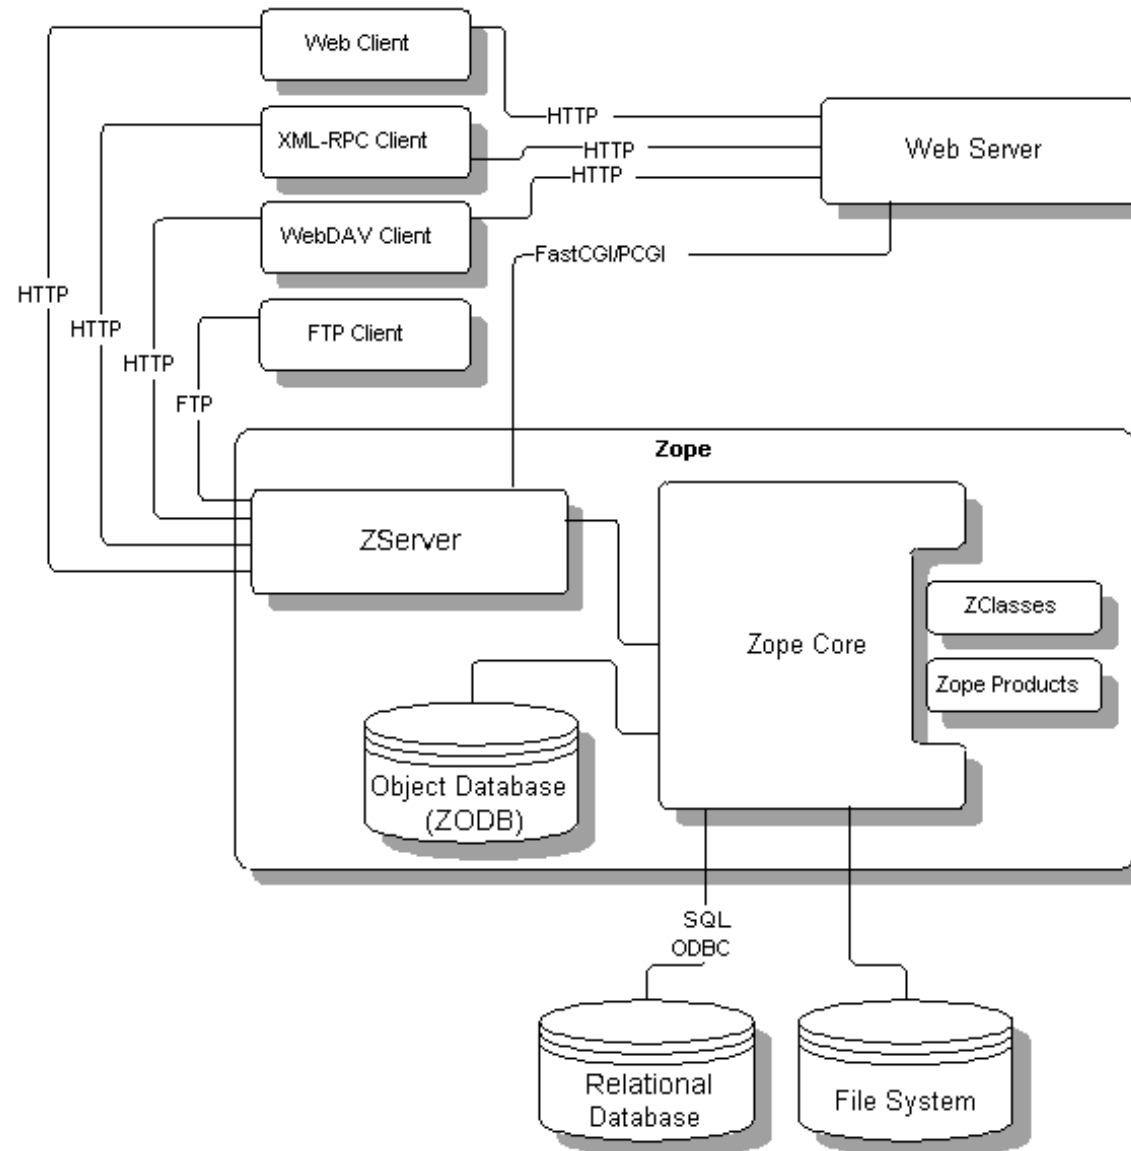 Web Client
HTTP
XML-RPC Client
Web Server
HTTP
HTTP
WebDAV Client
FastCGI/PCGI
HTTP
HTTP
FTP Client
HTTP
FTP
Zope
ZServer
ZClasses
Zope Core
Zope Products
Object Database
(ZODB)
SQL
ODBC
Relational
Database
File System